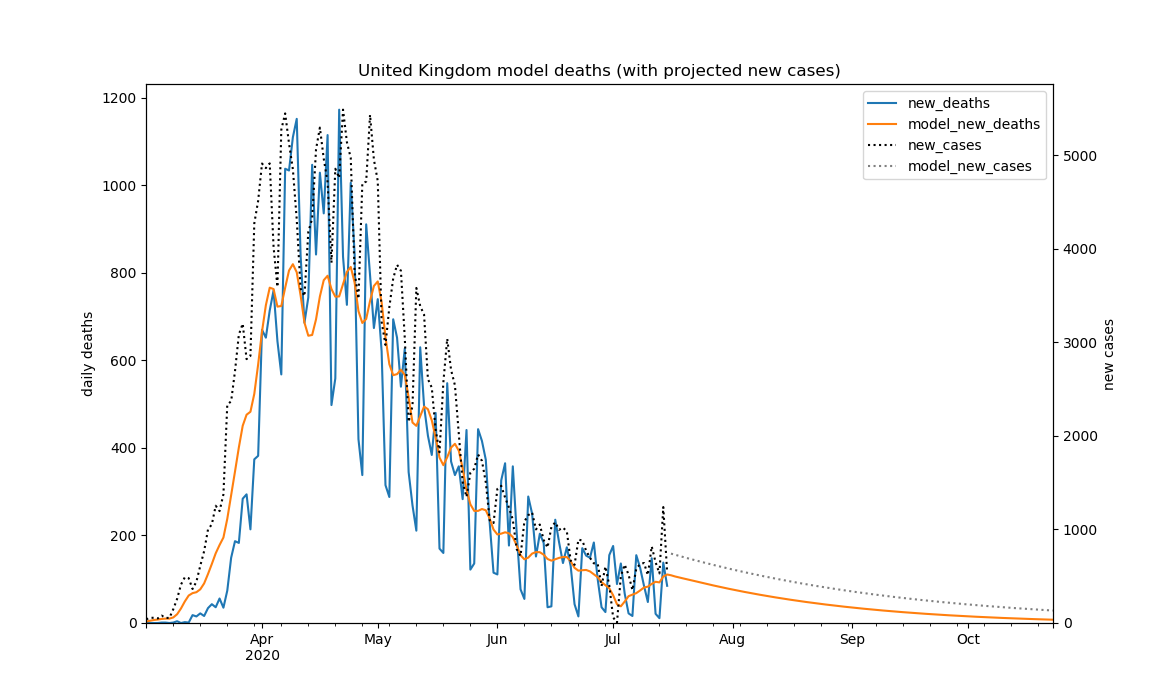 United Kingdom model deaths (with projected new cases)
new_deaths
model_new_deaths
new_cases
model_new_cases
daily deaths
1200
1000
800
600
400
200
0
new cases
5000
4000
3000
2000
1000
0
Apr
2020
May
Jun
Jul
Aug
Sep
Oct